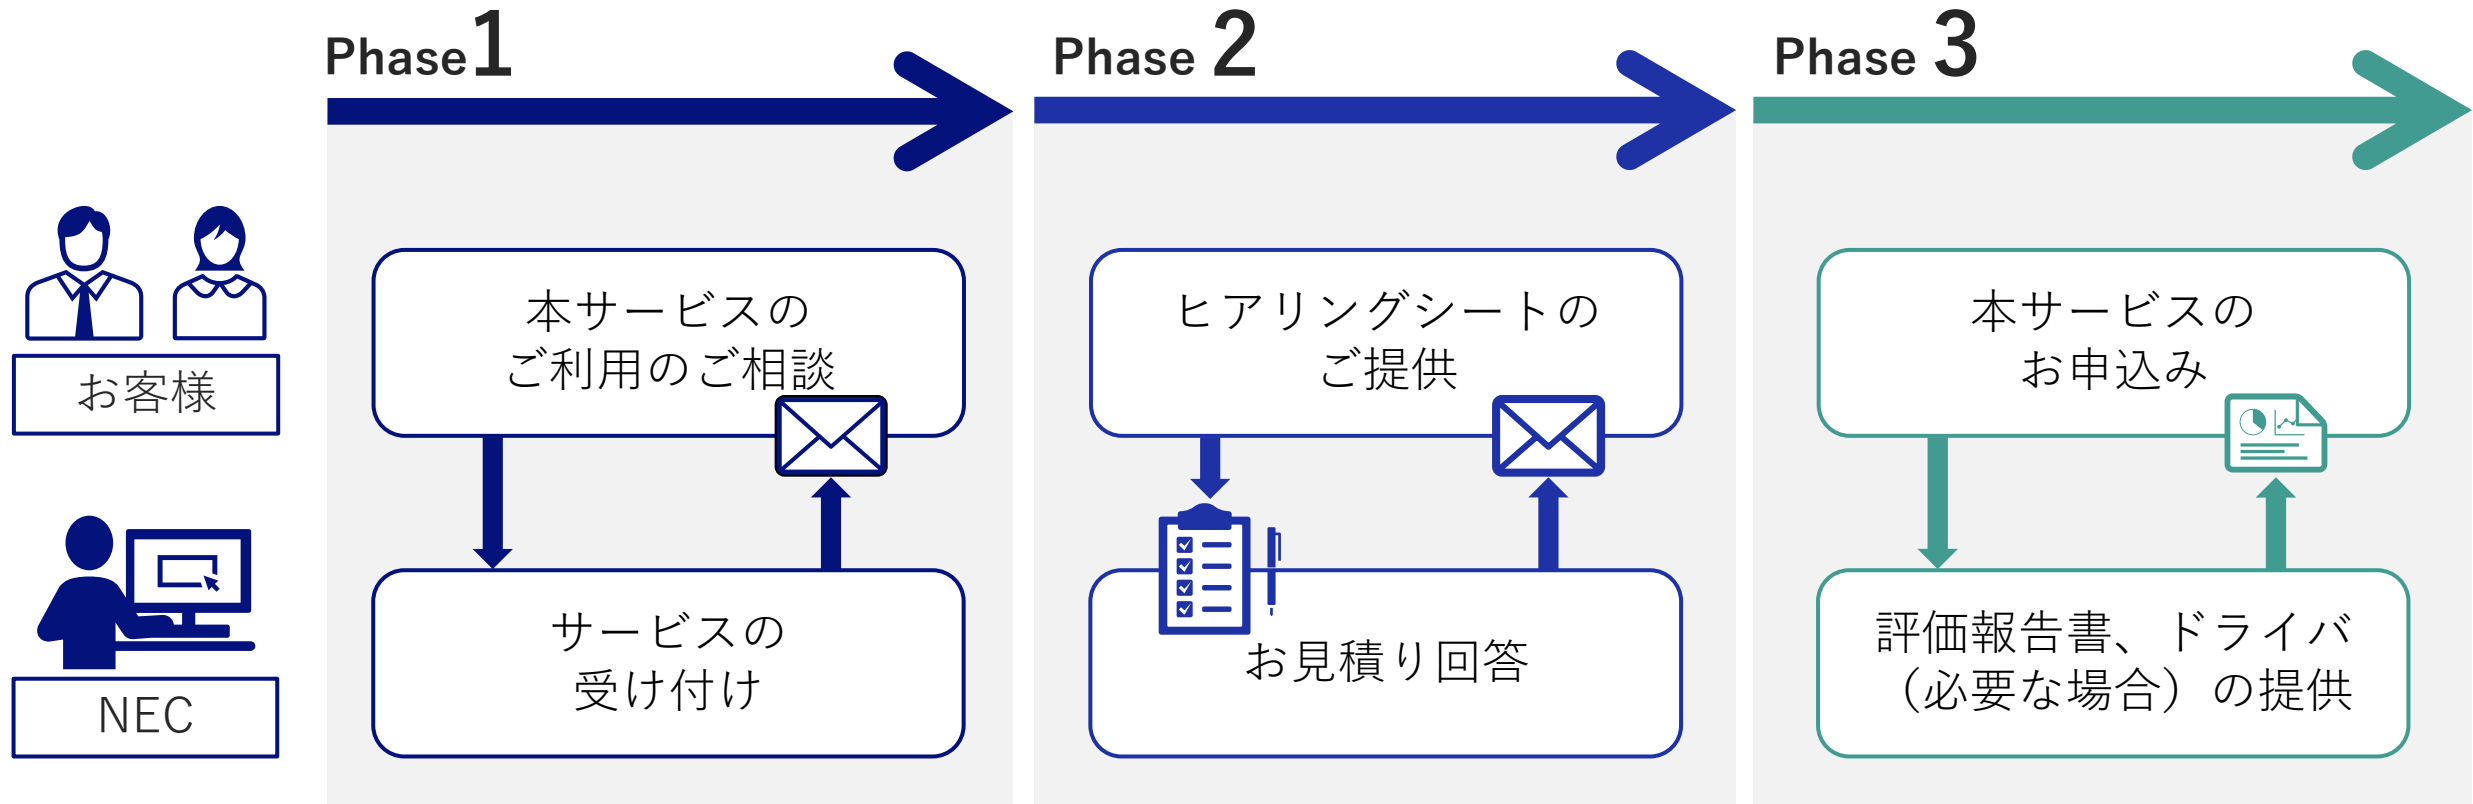 Phase1
Phase 2
Phase 3
お客様
本サービスの
ご利用のご相談
ヒアリングシートの
ご提供
本サービスの
お申込み
NEC
サービスの
受け付け
お見積り回答
評価報告書、ドライバ
（必要な場合）の提供